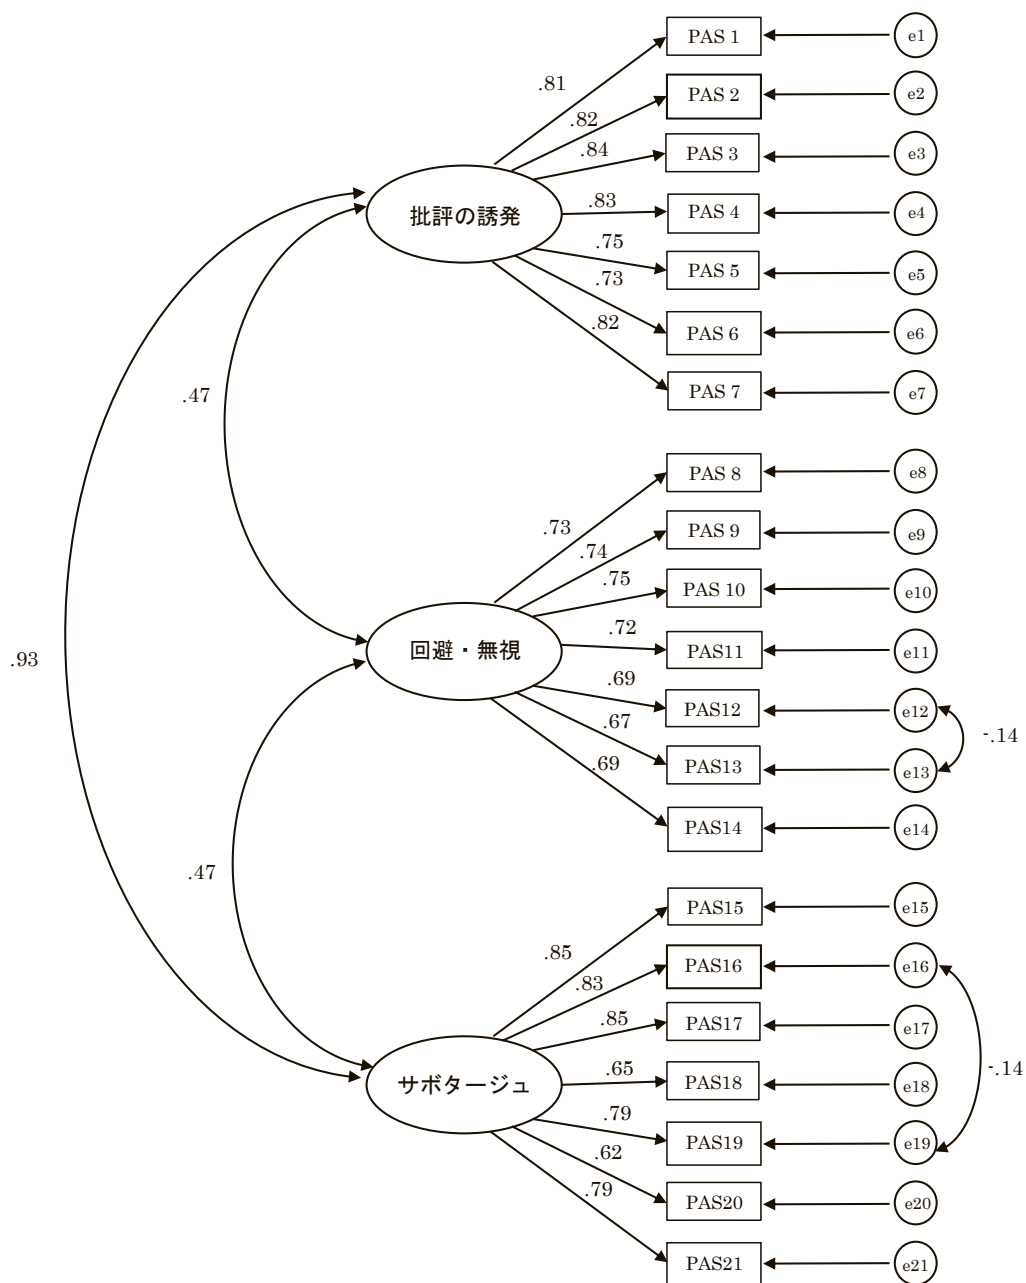 PAS 1
e1
.81
PAS 2
e2
.82
PAS 3
e3
.84
批評の誘発
.83
PAS 4
e4
.75
PAS 5
e5
.73
PAS 6
e6
.82
PAS 7
e7
.47
PAS 8
e8
.73
PAS 9
e9
.74
.75
PAS 10
e10
回避・無視
.72
PAS11
e11
.93
.69
PAS12
e12
-.14
.67
PAS13
e13
.69
PAS14
e14
.47
PAS15
e15
.85
PAS16
e16
.83
.85
PAS17
e17
-.14
サボタージュ
.65
PAS18
e18
.79
PAS19
e19
.62
PAS20
e20
.79
PAS21
e21